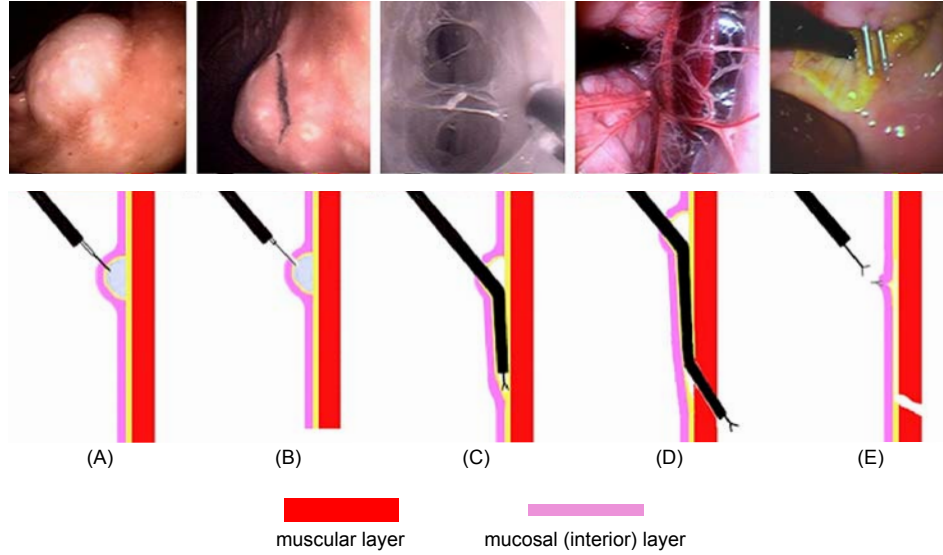 (A)
(B)
(C)
(D)
(E)
muscular layer
mucosal (interior) layer